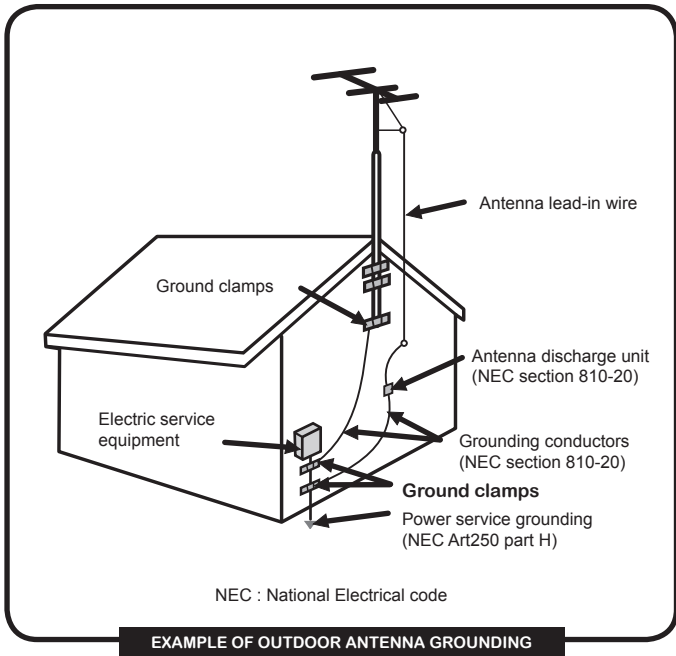 Antenna lead-in wire
Ground clamps
Antenna discharge unit
(NEC section 810-20)
Electric service
equipment
Grounding conductors
(NEC section 810-20)
Ground clamps
Power service grounding
(NEC Art250 part H)
NEC : National Electrical code
EXAMPLE OF OUTDOOR ANTENNA GROUNDING